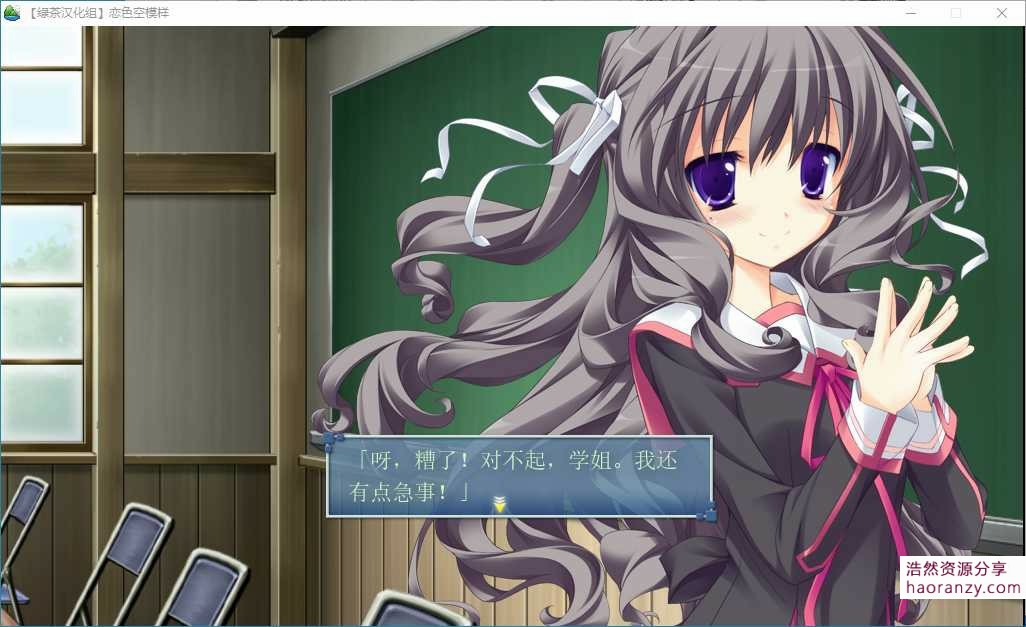 【绿茶汉化组】恋色空模样
「呀，糟了！对不起，学姐。我还
有点急事！」
浩然资源分享
haoranzy.com